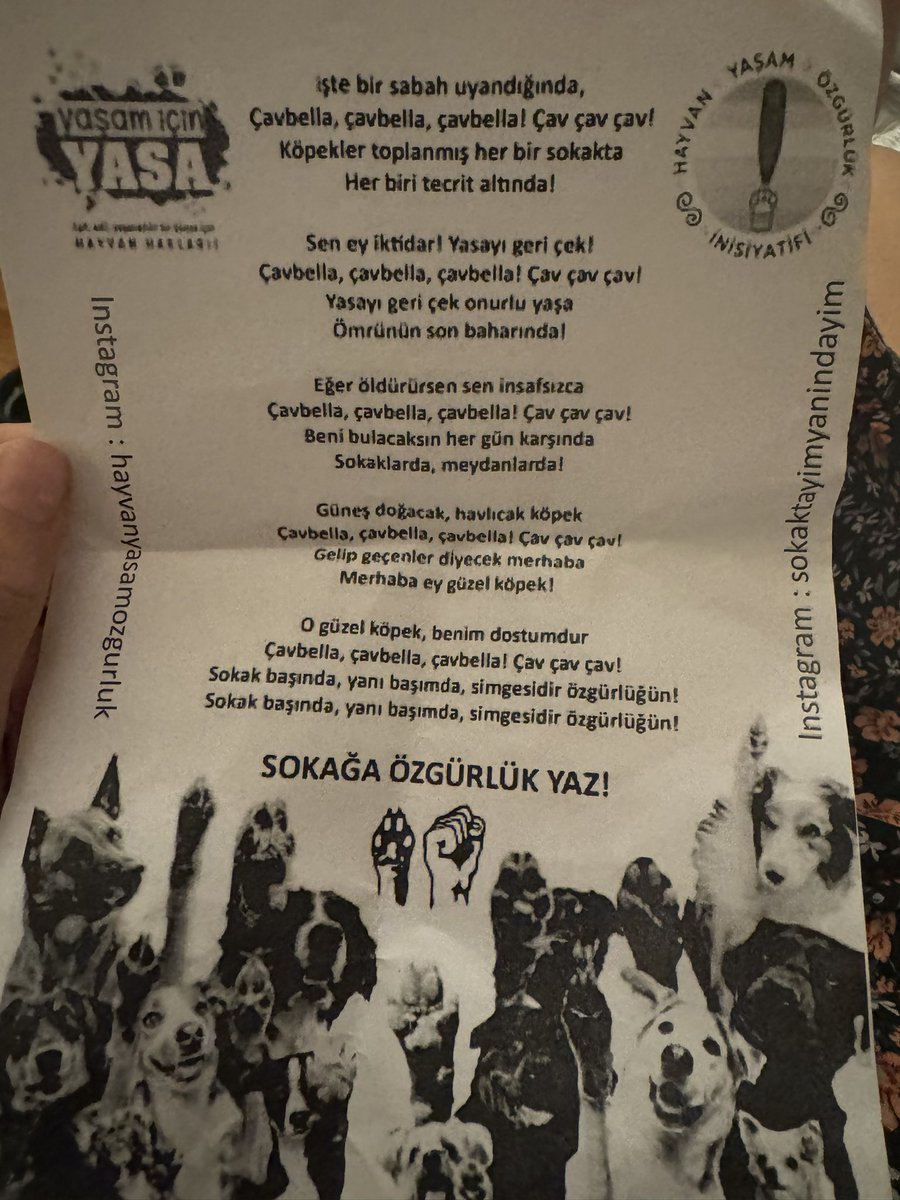 yaşam için
YASA
HAYVAN YAŞAM ÖZGÜRLÜK
İNİSİYATİFİ
işte bir sabah uyandığında,
Çavbella, çavbella, çavbella! Çav çav çav!
Köpekler toplanmış her bir sokakta
Her biri tecrit altında!
Sen ey iktidar! Yasayı geri çek!
Çavbella, çavbella, çavbella! Çav çav çav!
Yasayı geri çek onurlu yaşa
Ömrünün son baharında!
Eğer öldürürsen sen insafsızca
Çavbella, çavbella, çavbella! Çav çav çav!
Beni bulacaksın her gün karşında
Sokaklarda, meydanlarda!
Güneş doğacak, havlıcak köpek
Çavbella, çavbella, çavbella! Çav çav çav!
Gelip geçenler diyecek merhaba
Merhaba ey güzel köpek!
O güzel köpek, benim dostumdur
Çavbella, çavbella, çavbella! Çav çav çav!
Sokak başında, yanı başımda, simgesidir özgürlüğün!
Sokak başında, yanı başımda, simgesidir özgürlüğün!
SOKAĞA ÖZGÜRLÜK YAZ!
Instagram : hayvanyasamozgurluk
Instagram : sokaktayimyanindayim